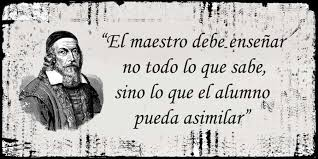 “El maestro debe enseñar
no todo lo que sabe,
sino lo que el alumno
pueda asimilar”